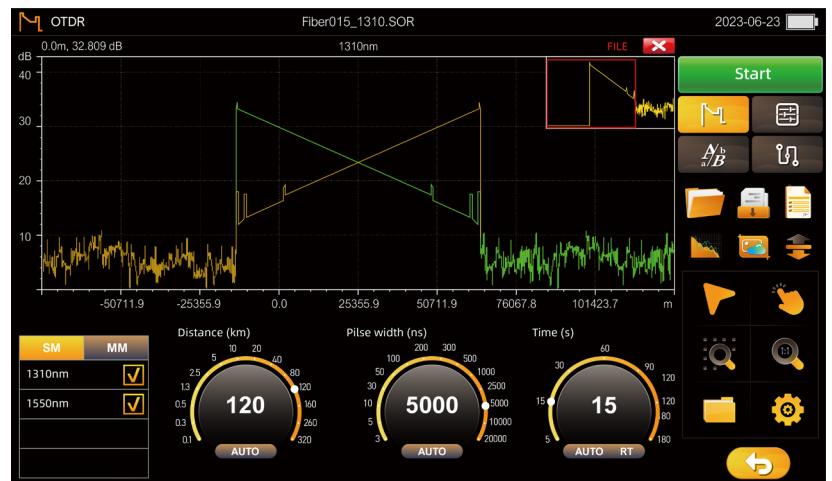 OTDR Fiber015_1310.SOR 2023-06-23
0.0m, 32.809 dB 1310nm FILE
dB
40
30
20
10
-50711.9 -25355.9 0.0 25355.9 50711.9 76067.8 101423.7 m
Start
A/b
a/B
1:1
SM MM
1310nm
1550nm
Distance (km)
0.1 0.3 0.5 1.3 2.5 5 10 20 40 80 120 160 260 320
120
AUTO
Pilse width (ns)
3 5 10 30 50 100 200 300 500 1000 2500 5000 10000 20000
5000
AUTO
Time (s)
5 15 30 60 90 120 120 80 180
15
AUTO RT